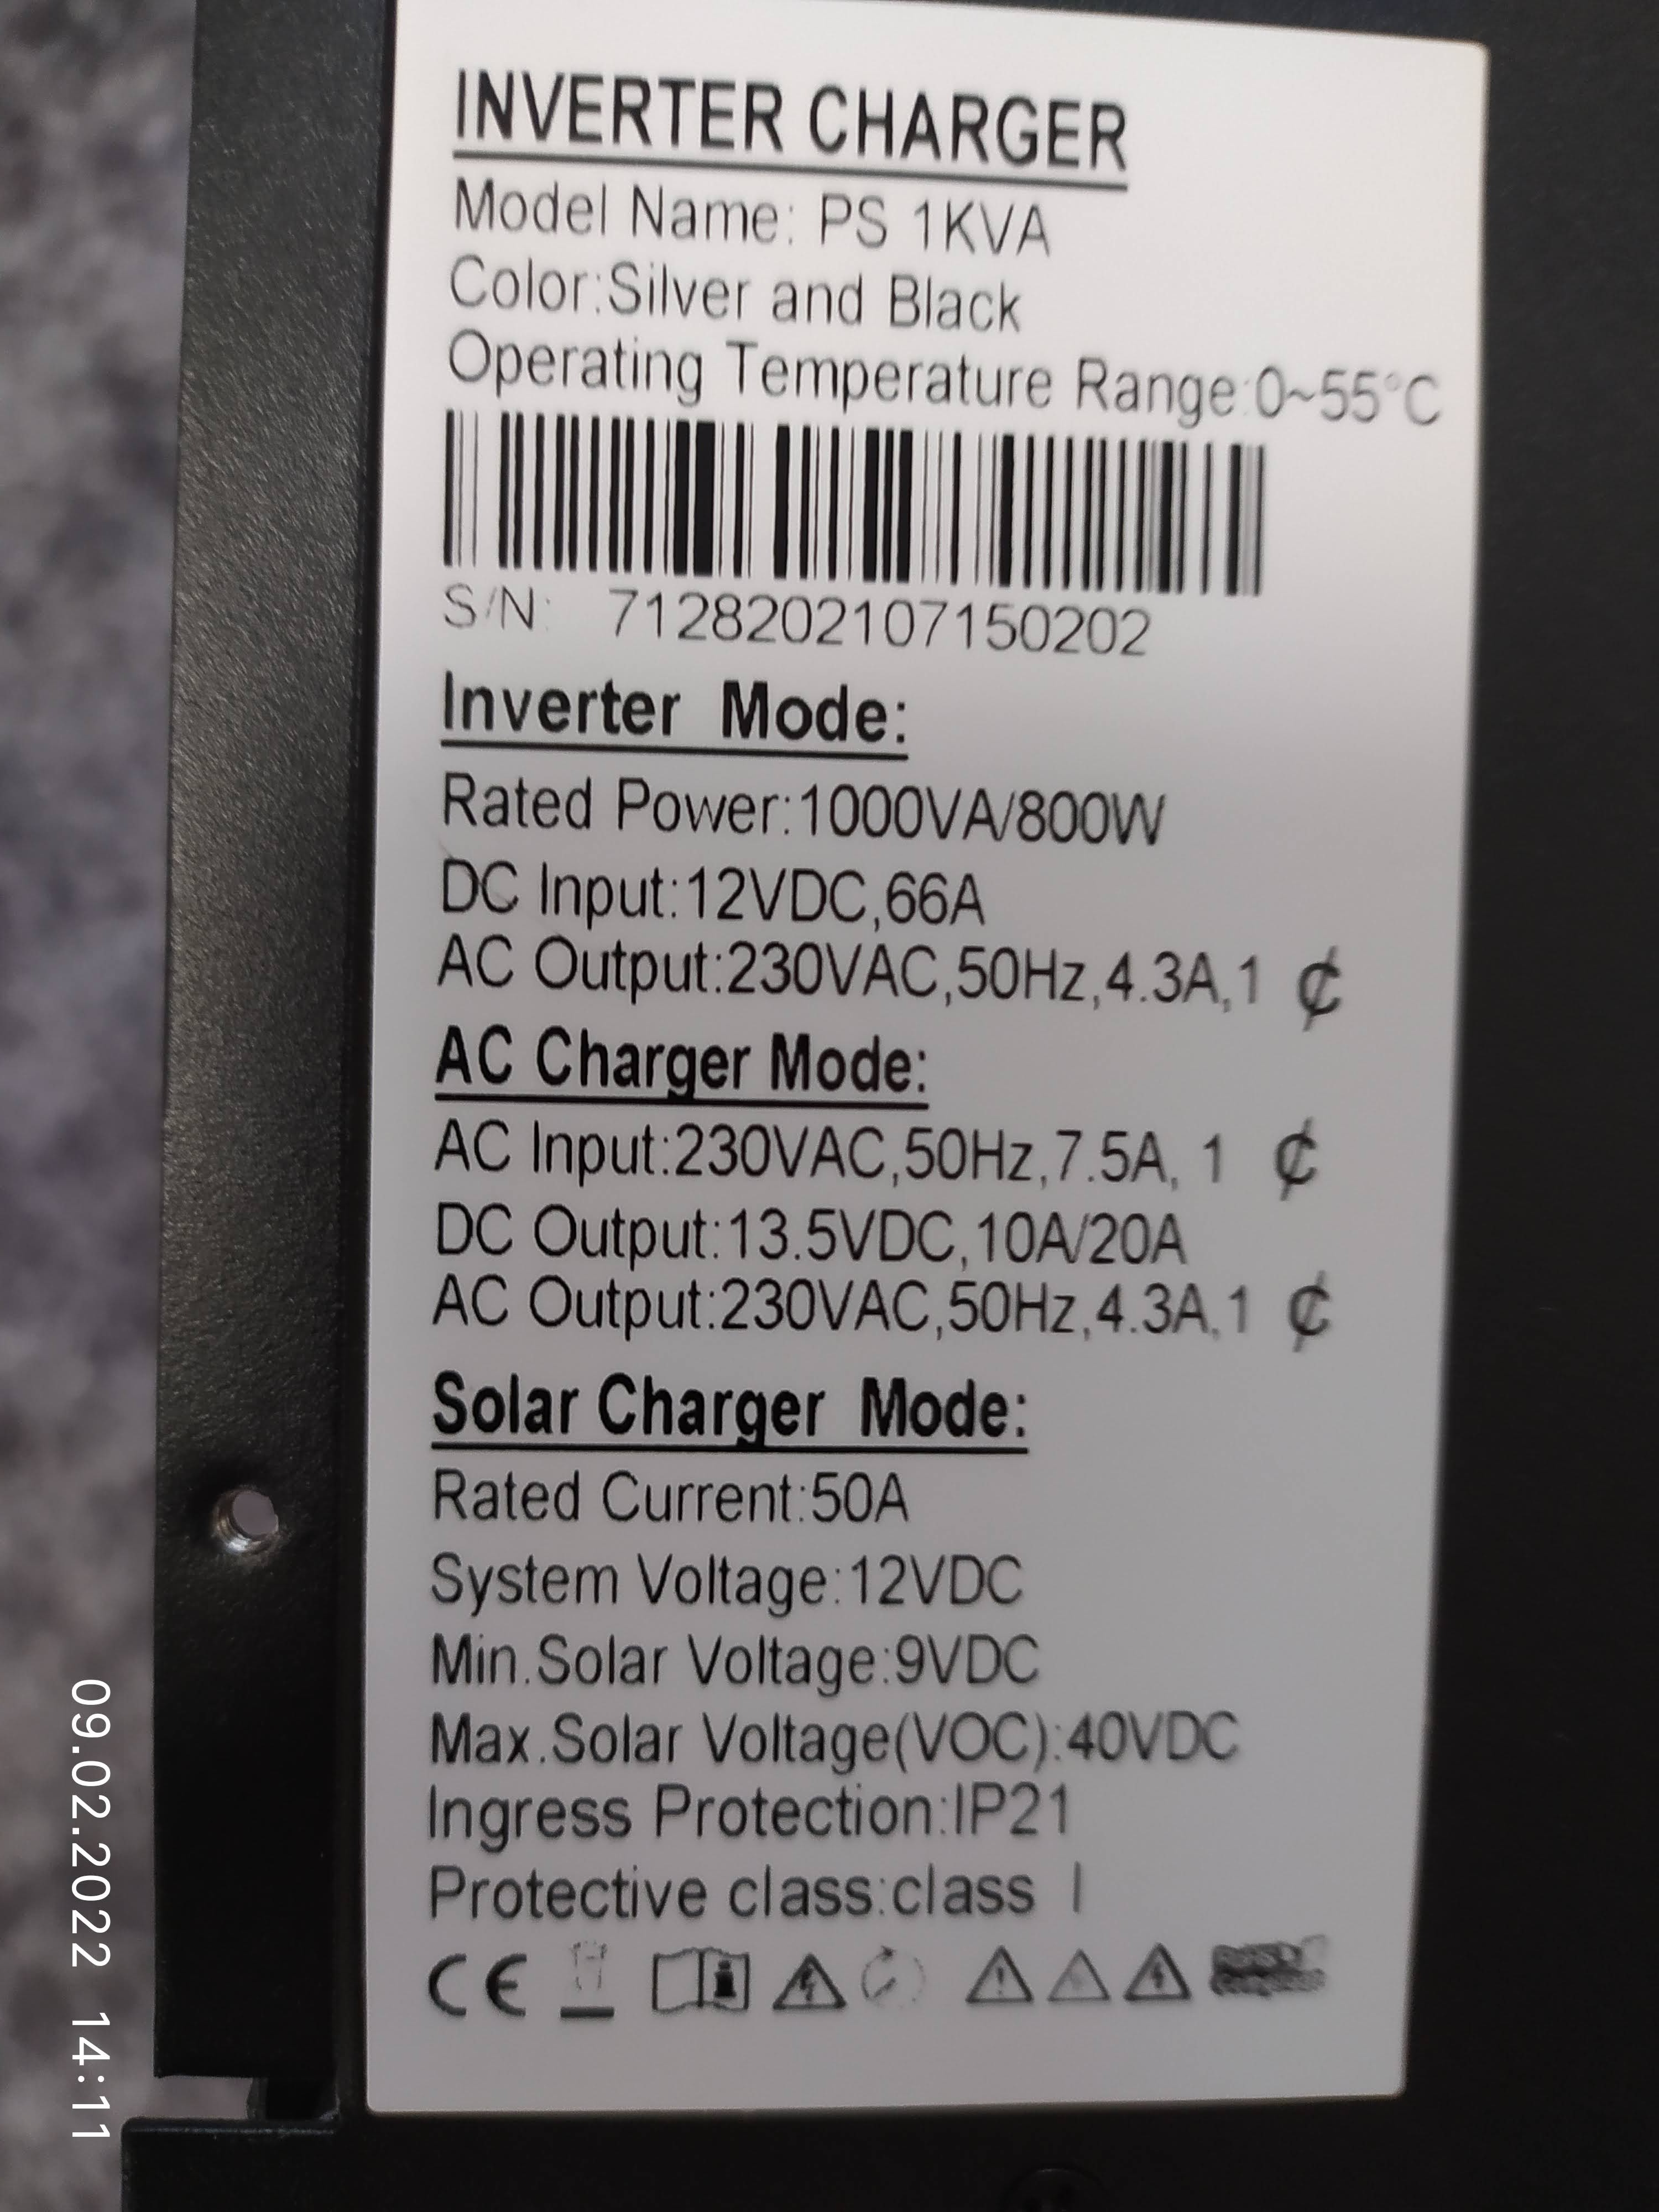 INVERTER CHARGER
Model Name: PS 1KVA
Color:Silver and Black
Operating Temperature Range:0~55°C
S/N: 7128202107150202
Inverter Mode:
Rated Power:1000VA/800W
DC Input:12VDC,66A
AC Output:230VAC,50Hz,4.3A,1 ₵
AC Charger Mode:
AC Input:230VAC,50Hz,7.5A, 1 ₵
DC Output:13.5VDC,10A/20A
AC Output:230VAC,50Hz,4.3A,1 ₵
Solar Charger Mode:
Rated Current:50A
System Voltage:12VDC
Min.Solar Voltage:9VDC
Max.Solar Voltage(VOC):40VDC
Ingress Protection:IP21
Protective class:class I
CE
09.02.2022 14:11